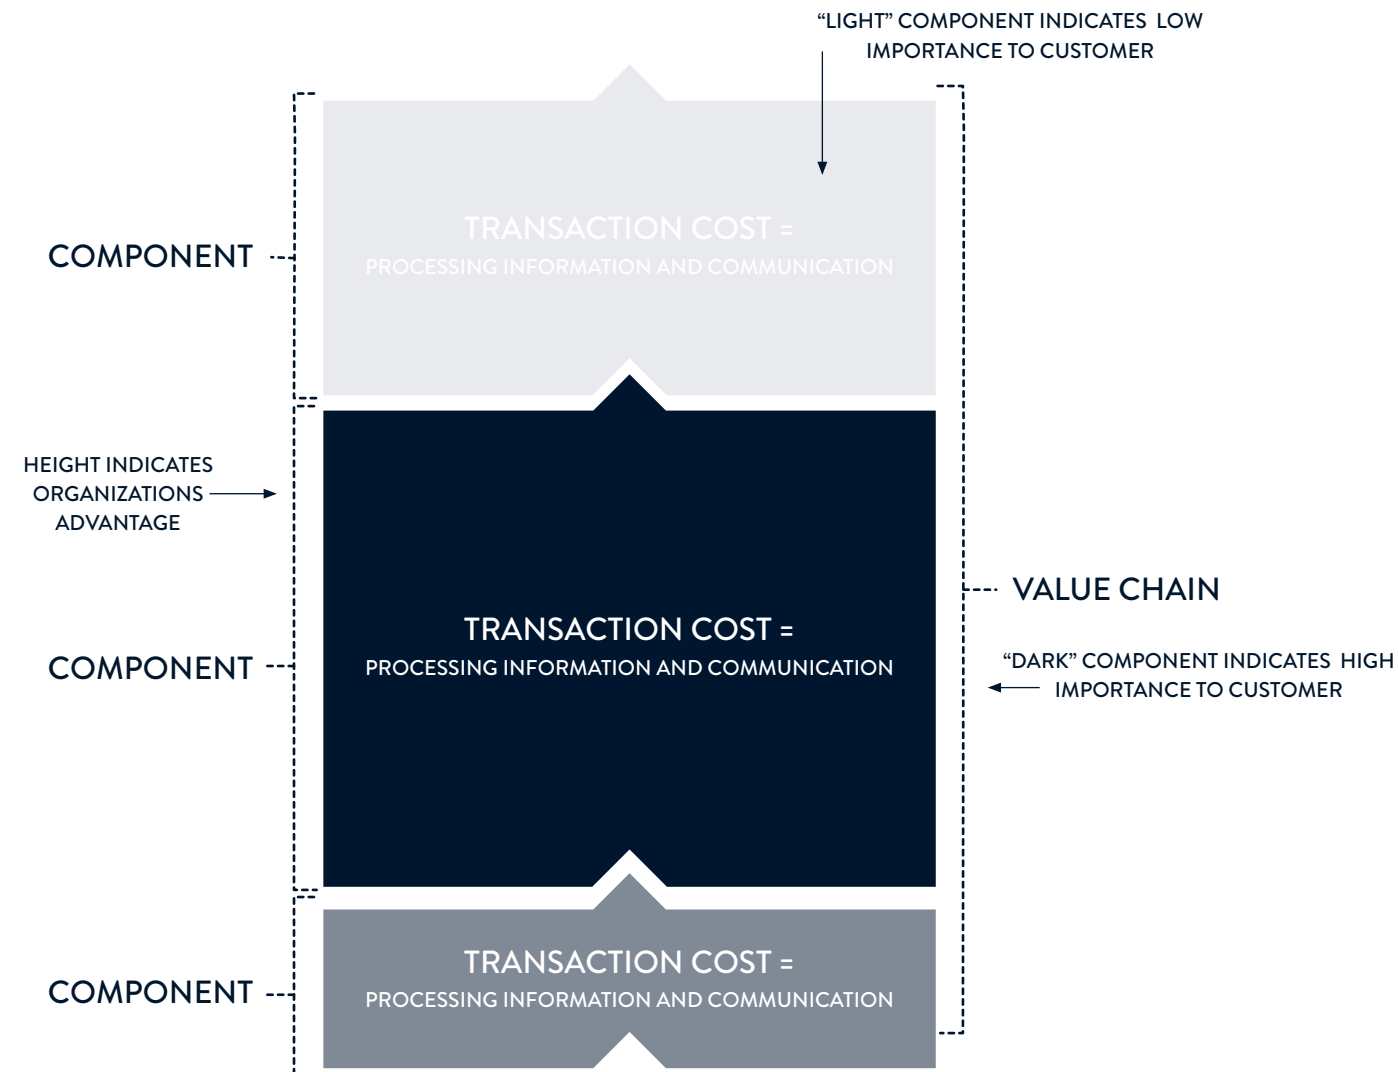 “LIGHT” COMPONENT INDICATES LOW
IMPORTANCE TO CUSTOMER
TRANSACTION COST =
PROCESSING INFORMATION AND COMMUNICATION
COMPONENT
HEIGHT INDICATES
ORGANIZATIONS
ADVANTAGE
VALUE CHAIN
TRANSACTION COST =
PROCESSING INFORMATION AND COMMUNICATION
COMPONENT
“DARK” COMPONENT INDICATES HIGH
IMPORTANCE TO CUSTOMER
TRANSACTION COST =
PROCESSING INFORMATION AND COMMUNICATION
COMPONENT